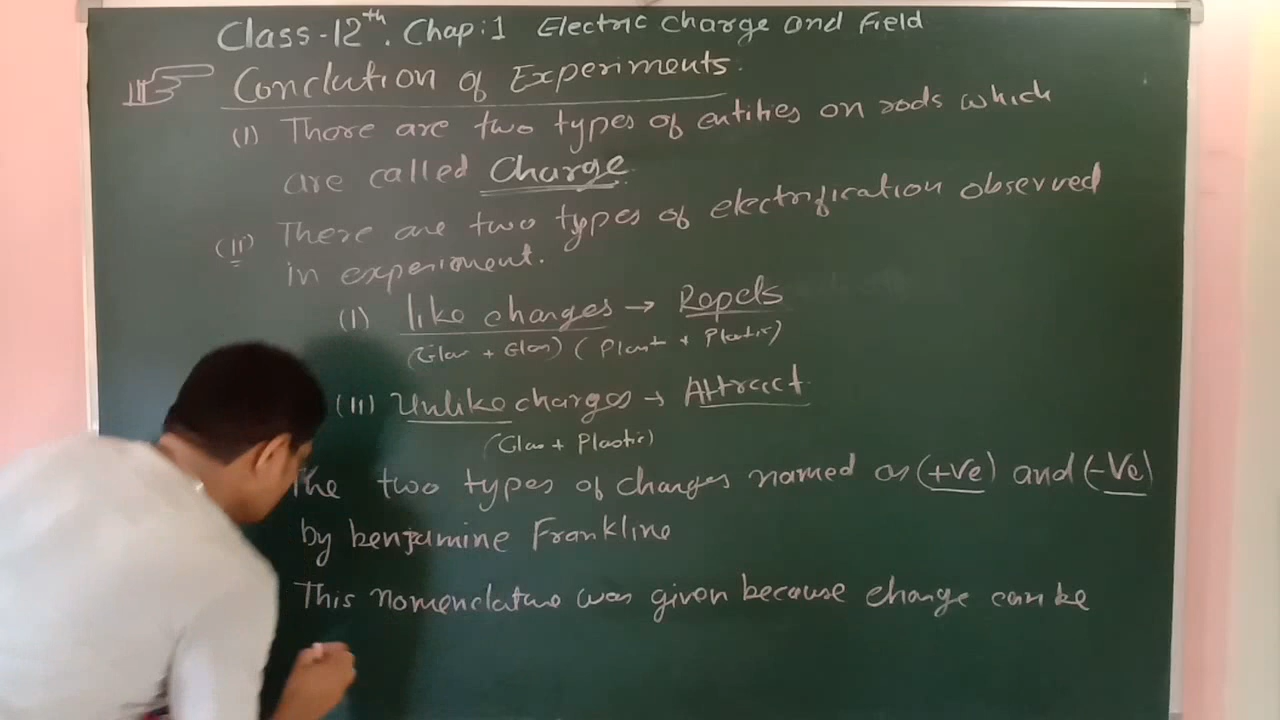 Class-12th. Chap:1 Electric Charge and Field
Conclution of Experiments.
(I) There are two types of entities on rods which
are called Charge.
(II) There are two types of electrification observed
in experiment.
(I) like charges → Repels
(Glass + Glass) (Plast + Plastic)
(II) Unlike charges → Attract.
(Glass + Plastic)
The two types of charges named as (+Ve) and (-Ve)
by benjamine Frankline
This nomenclature was given because charge can be